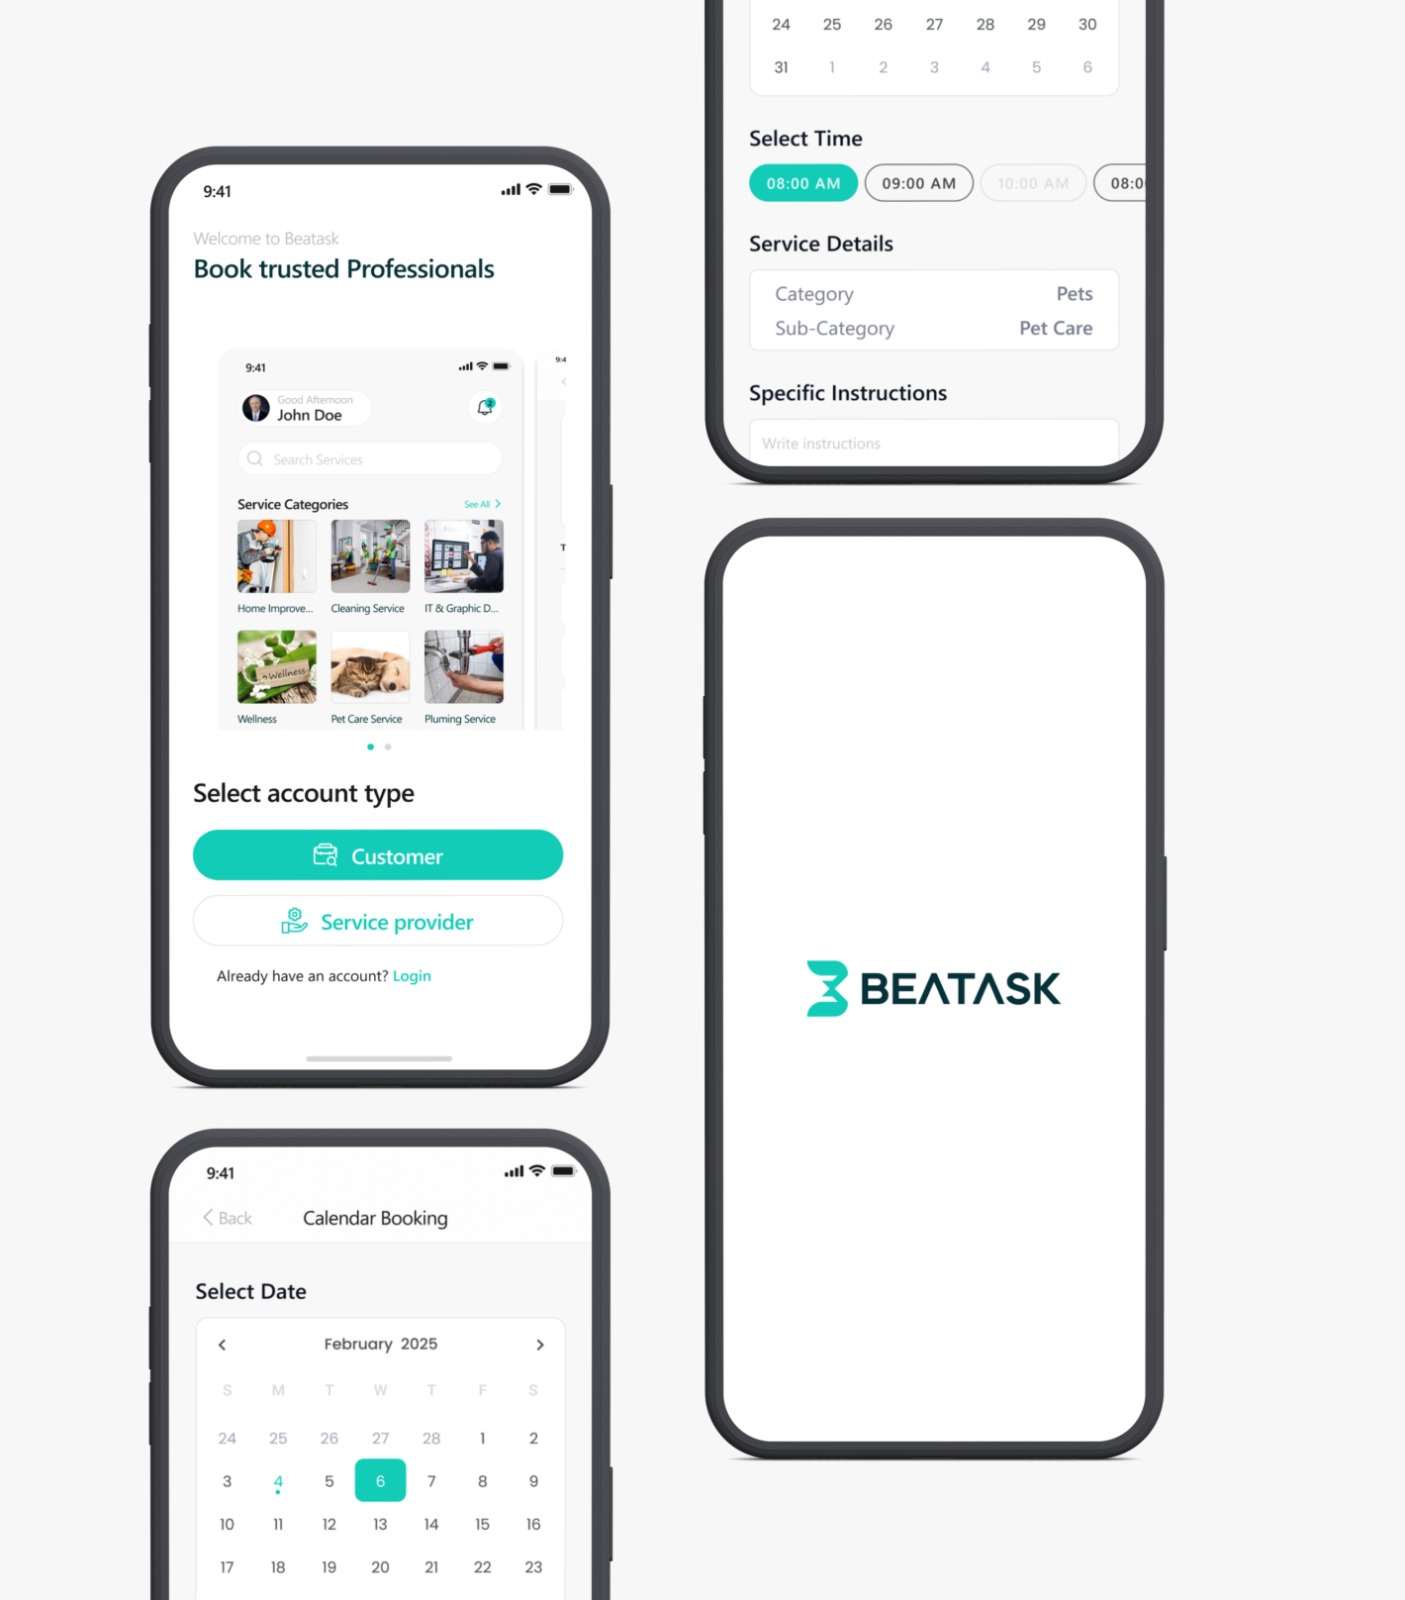 9:41
Welcome to Beatask
Book trusted Professionals
9:41
9:4
Good Afternoon
John Doe
2
Search Services
Service Categories
See All
T
Home Improve...
Cleaning Service
IT & Graphic D...
Wellness
Wellness
Pet Care Service
Pluming Service
Select account type
Customer
Service provider
Already have an account? Login
9:41
Back
Calendar Booking
Select Date
February 2025
S M T W T F S
24 25 26 27 28 1 2
3 4 5 6 7 8 9
10 11 12 13 14 15 16
17 18 19 20 21 22 23
24 25 26 27 28 29 30
31 1 2 3 4 5 6
Select Time
08:00 AM 09:00 AM 10:00 AM 08:0
Service Details
Category Pets
Sub-Category Pet Care
Specific Instructions
Write instructions
BEATASK